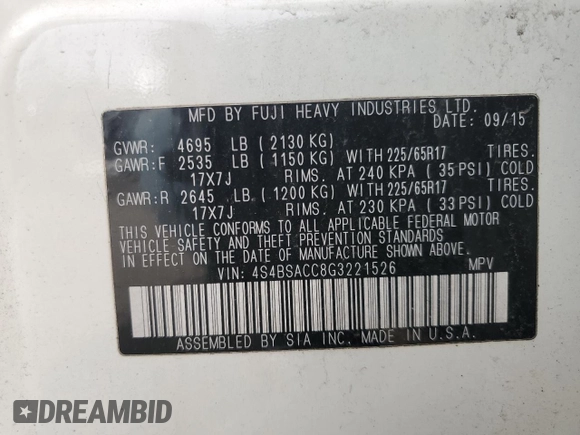 MFD BY FUJI HEAVY INDUSTRIES LTD.
DATE: 09/15
GVWR: 4695 LB (2130 KG)
GAWR:F 2535 LB (1150 KG) WITH 225/65R17 TIRES.
17X7J RIMS. AT 240 KPA (35 PSI) COLD
GAWR:R 2645 LB. (1200 KG) WITH 225/65R17 TIRES.
17X7J RIMS. AT 230 KPA (33 PSI) COLD
THIS VEHICLE CONFORMS TO ALL APPLICABLE FEDERAL MOTOR
VEHICLE SAFETY AND THEFT PREVENTION STANDARDS
IN EFFECT ON THE DATE OF MANUFACTURE SHOWN ABOVE.
VIN: 4S4BSACC8G3221526 MPV
ASSEMBLED BY SIA INC. MADE IN U.S.A.
DREAMBID